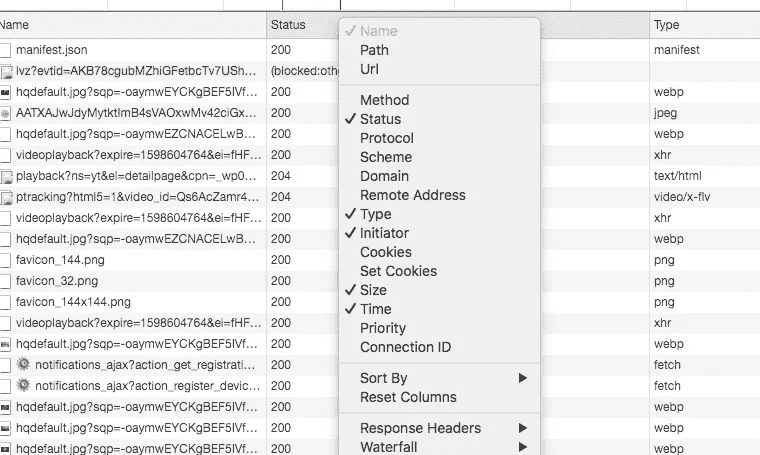 Name Status Type
manifest.json 200 manifest
lvz?evtid=AKB78cgubMZhiGFetbcTv7USh… (blocked:othe
hqdefault.jpg?sqp=-oaymwEYCKgBEF5IVf… 200 webp
AATXAJwJdyMytktImB4sVAOxwMv42ciGx… 200 jpeg
hqdefault.jpg?sqp=-oaymwEZCNACELwB… 200 webp
videoplayback?expire=1598604764&ei=fHF… 200 xhr
playback?ns=yt&el=detailpage&cpn=_wp0… 204 text/html
ptracking?html5=1&video_id=Qs6AcZamr4… 204 video/x-flv
videoplayback?expire=1598604764&ei=fHF… 200 xhr
hqdefault.jpg?sqp=-oaymwEZCNACELwB… 200 webp
favicon_144.png 200 png
favicon_32.png 200 png
favicon_144x144.png 200 png
videoplayback?expire=1598604764&ei=fHF… 200 xhr
hqdefault.jpg?sqp=-oaymwEYCKgBEF5IVf… 200 webp
notifications_ajax?action_get_registrati… 200 fetch
notifications_ajax?action_register_devic… 200 fetch
hqdefault.jpg?sqp=-oaymwEYCKgBEF5IVf… 200 webp
hqdefault.jpg?sqp=-oaymwEYCKgBEF5IVf… 200 webp
hqdefault.jpg?sqp=-oaymwEYCKgBEF5IVf… 200 webp
✓ Name
Path
Url
Method
✓ Status
Protocol
Scheme
Domain
Remote Address
✓ Type
✓ Initiator
Cookies
Set Cookies
✓ Size
✓ Time
Priority
Connection ID
Sort By ▶
Reset Columns
Response Headers ▶
Waterfall ▶